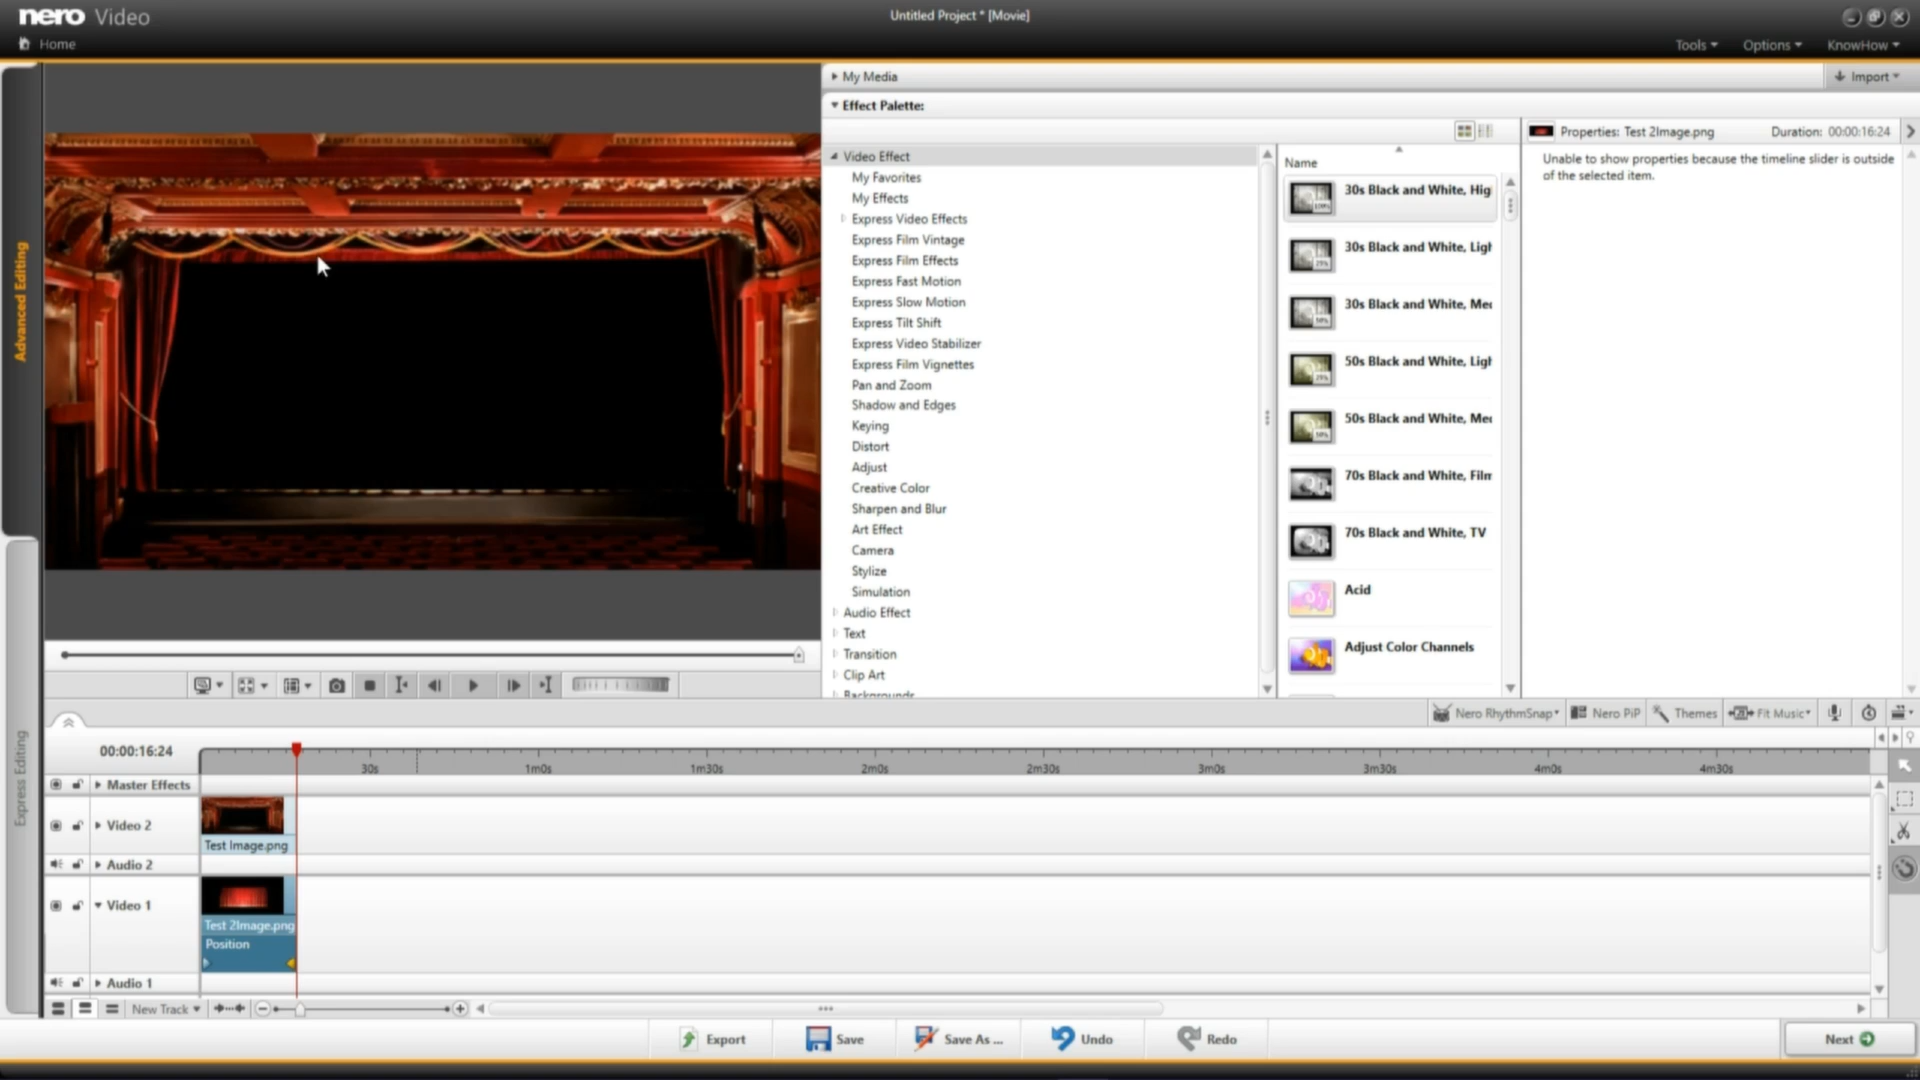 nero Video
Untitled Project * [Movie]
Home
Tools
Options
KnowHow
My Media
Import
Effect Palette:
Properties: Test 2Image.png
Duration: 00:00:16:24
Unable to show properties because the timeline slider is outside
of the selected item.
Video Effect
My Favorites
My Effects
Express Video Effects
Express Film Vintage
Express Film Effects
Express Fast Motion
Express Slow Motion
Express Tilt Shift
Express Video Stabilizer
Express Film Vignettes
Pan and Zoom
Shadow and Edges
Keying
Distort
Adjust
Creative Color
Sharpen and Blur
Art Effect
Camera
Stylize
Simulation
Audio Effect
Text
Transition
Clip Art
Backgrounds
Name
30s Black and White, Hig
30s Black and White, Ligh
30s Black and White, Med
50s Black and White, Ligh
50s Black and White, Med
70s Black and White, Film
70s Black and White, TV
Acid
Adjust Color Channels
Advanced Editing
Express Editing
Nero RhythmSnap
Nero PiP
Themes
Fit Music
00:00:16:24
30s
1m0s
1m30s
2m0s
2m30s
3m0s
3m30s
4m0s
4m30s
Master Effects
Video 2
Test Image.png
Audio 2
Video 1
Test 2Image.png
Position
Audio 1
New Track
Export
Save
Save As ...
Undo
Redo
Next